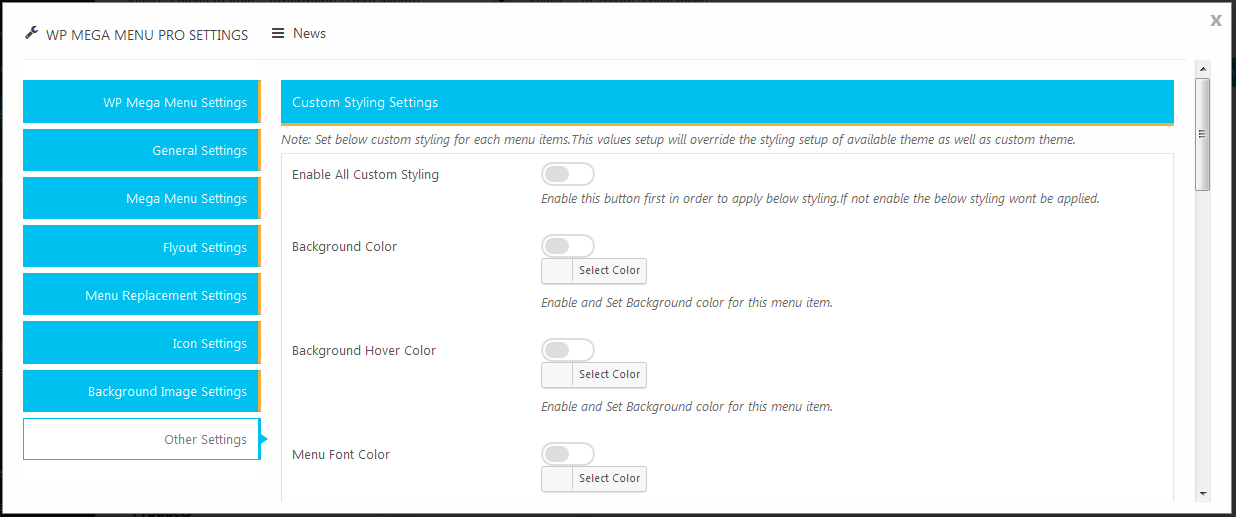 WP MEGA MENU PRO SETTINGS
News
X
WP Mega Menu Settings
General Settings
Mega Menu Settings
Flyout Settings
Menu Replacement Settings
Icon Settings
Background Image Settings
Other Settings
Custom Styling Settings
Note: Set below custom styling for each menu items.This values setup will override the styling setup of available theme as well as custom theme.
Enable All Custom Styling
Enable this button first in order to apply below styling.If not enable the below styling wont be applied.
Background Color
Select Color
Enable and Set Background color for this menu item.
Background Hover Color
Select Color
Enable and Set Background color for this menu item.
Menu Font Color
Select Color